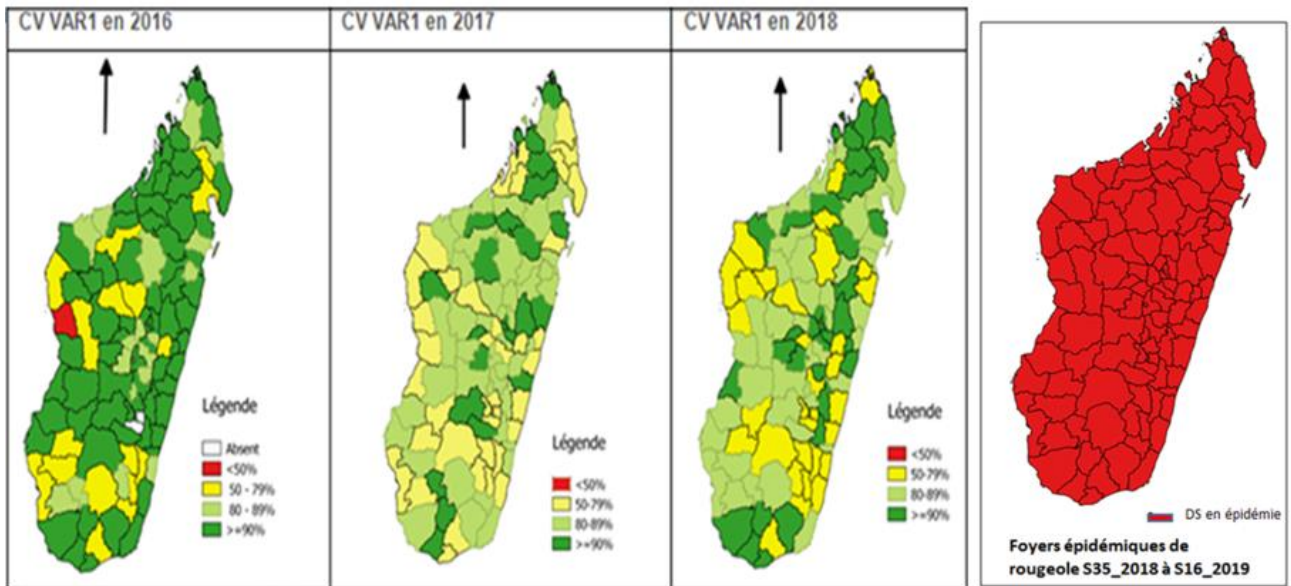 CV VAR1 en 2016
CV VAR1 en 2017
CV VAR1 en 2018
Légende
Absent
<50%
50 - 79%
80 - 89%
>=90%
Légende
<50%
50-79%
80-89%
>=90%
Légende
<50%
50-79%
80-89%
>=90%
DS en épidémie
Foyers épidémiques de
rougeole S35_2018 à S16_2019